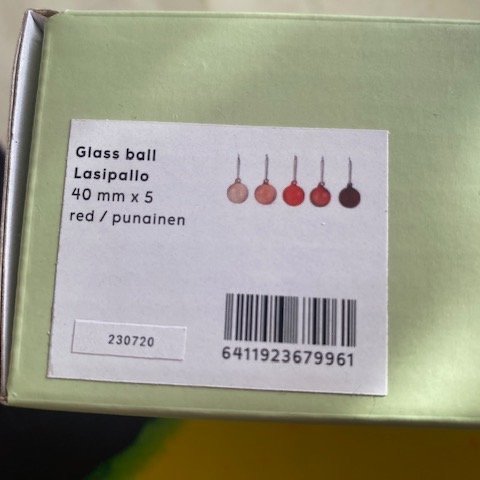 Glass ball
Lasipallo
40 mm x 5
red / punainen
230720
6411923679961